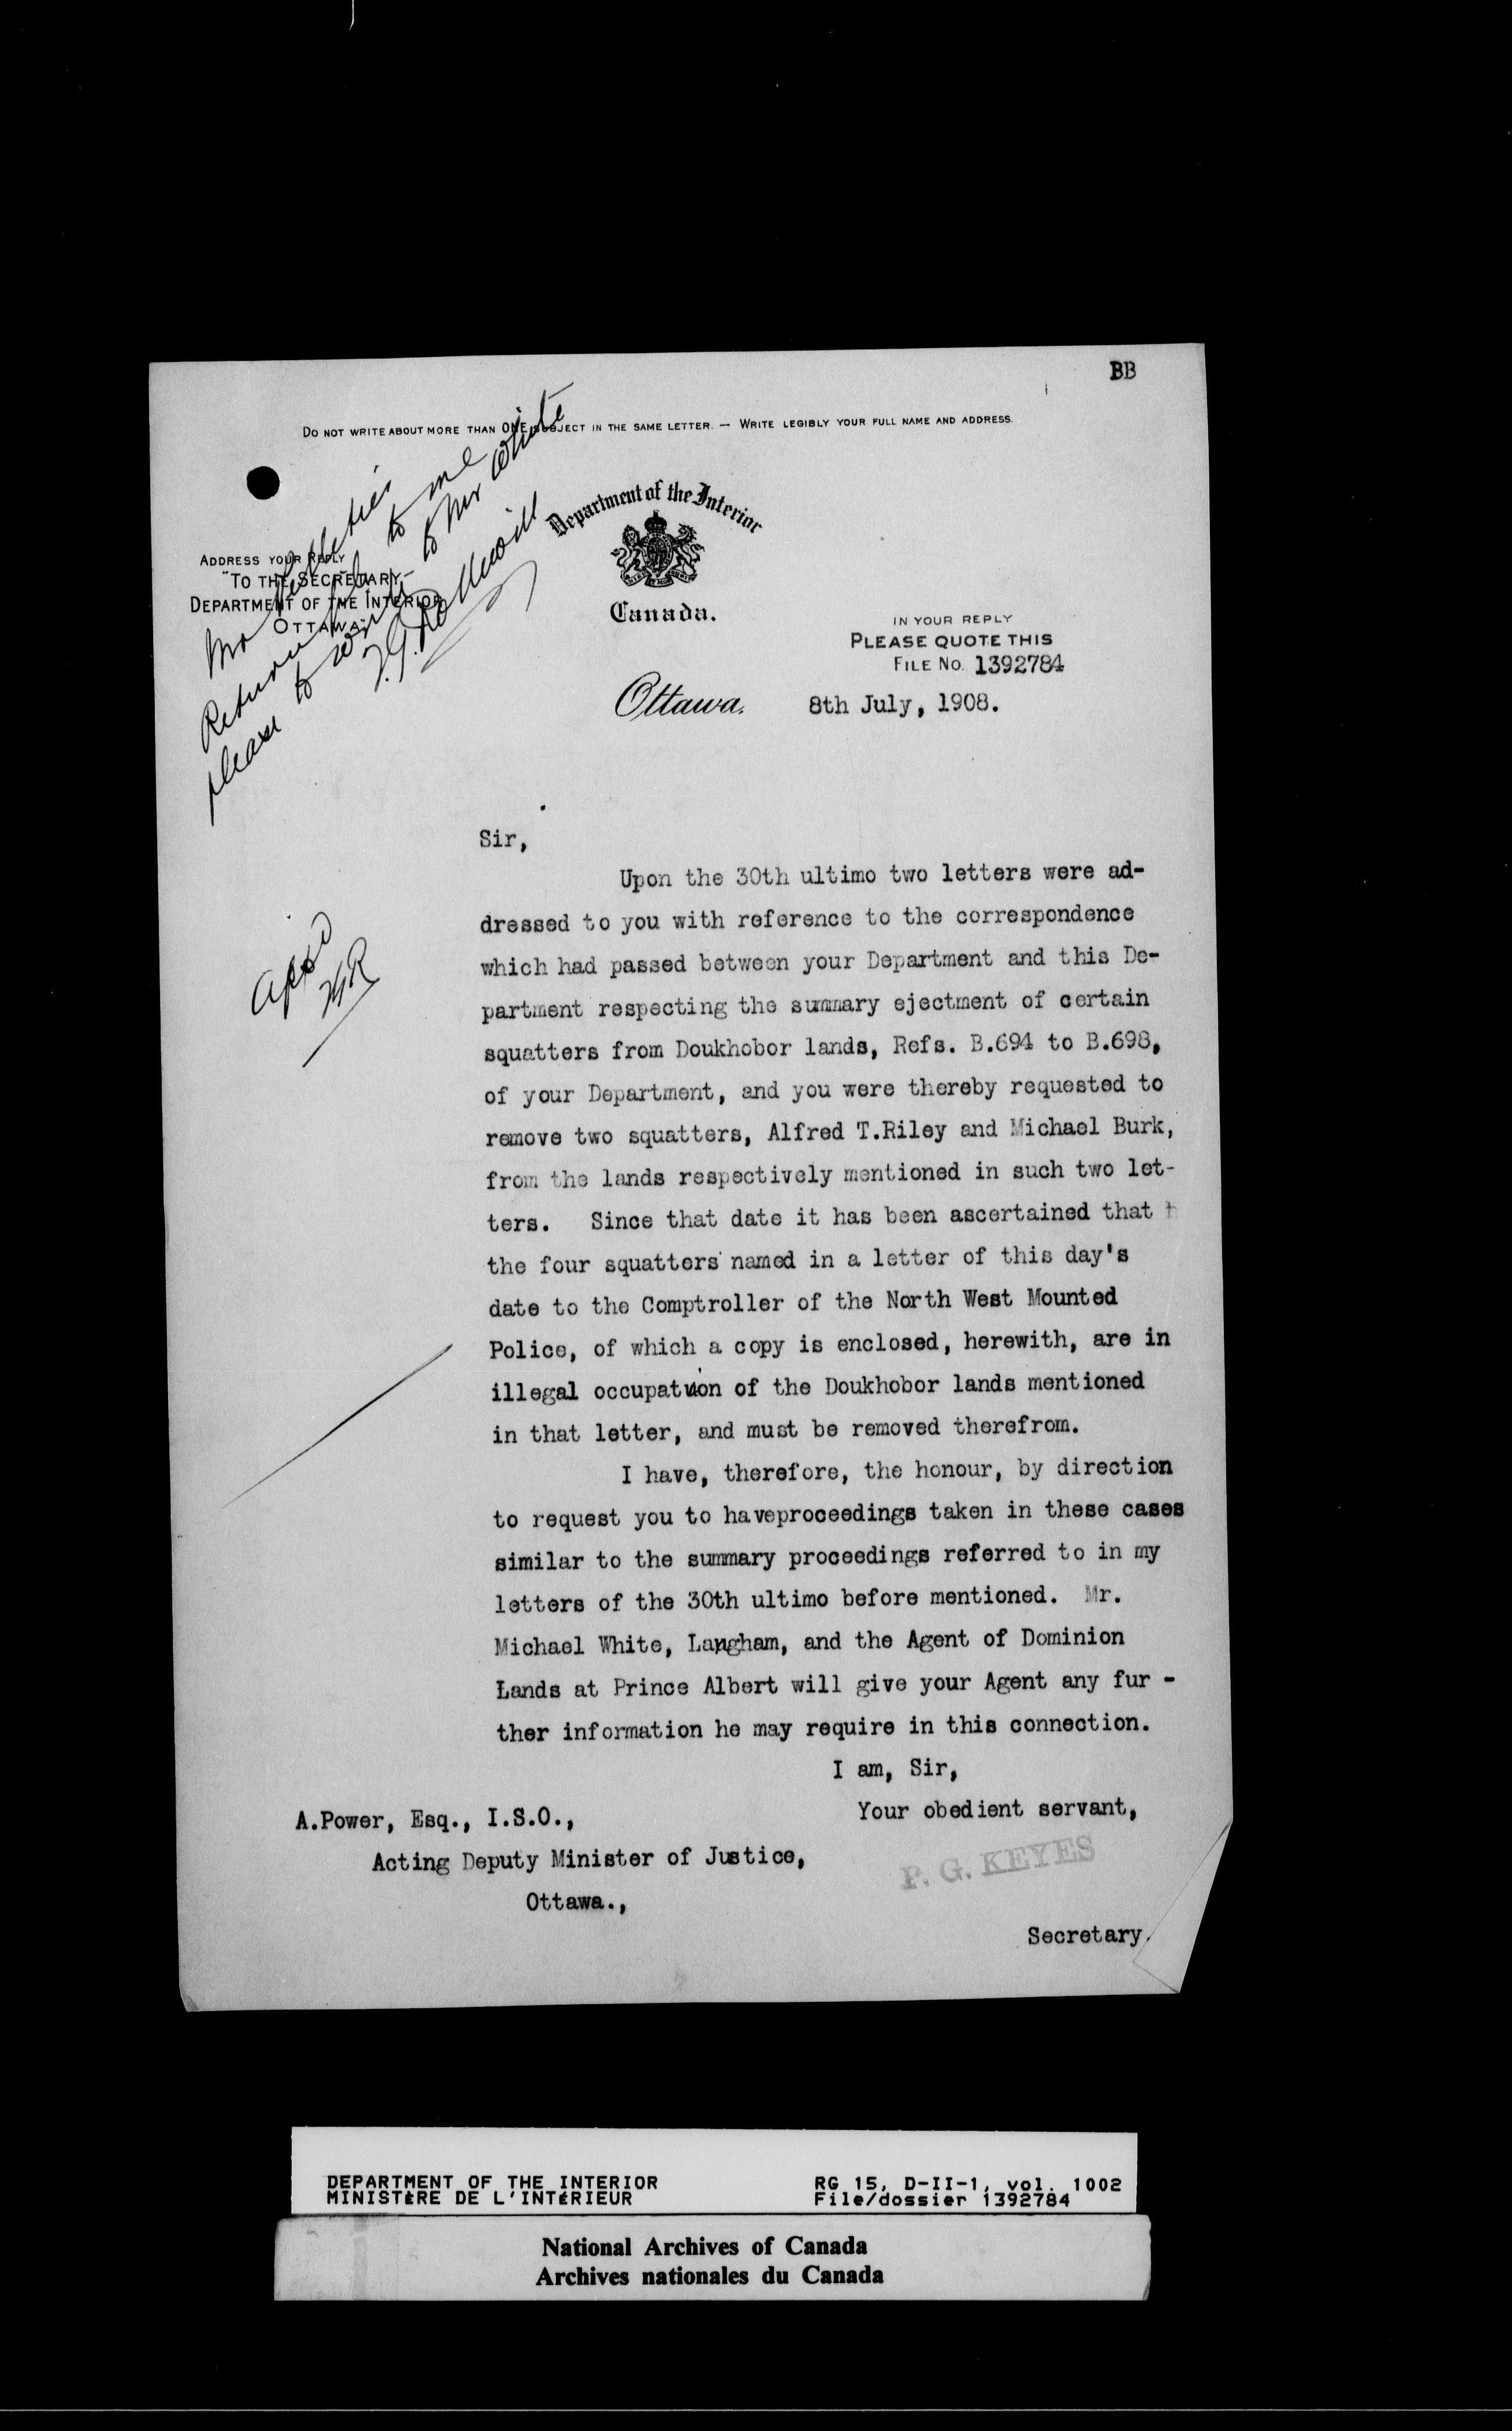 BB
DO NOT WRITE ABOUT MORE THAN ONE SUBJECT IN THE SAME LETTER. — WRITE LEGIBLY YOUR FULL NAME AND ADDRESS.
Return to me
please to write to Mr White
ADDRESS YOUR REPLY
"TO THE SECRETARY
DEPARTMENT OF THE INTERIOR
OTTAWA"
Department of the Interior
Canada.
IN YOUR REPLY
PLEASE QUOTE THIS
FILE NO. 1392784
Ottawa, 8th July, 1908.
Sir,
Upon the 30th ultimo two letters were ad-
dressed to you with reference to the correspondence
which had passed between your Department and this De-
partment respecting the summary ejectment of certain
squatters from Doukhobor lands, Refs. B.694 to B.698,
of your Department, and you were thereby requested to
remove two squatters, Alfred T.Riley and Michael Burk,
from the lands respectively mentioned in such two let-
ters. Since that date it has been ascertained that
the four squatters named in a letter of this day's
date to the Comptroller of the North West Mounted
Police, of which a copy is enclosed, herewith, are in
illegal occupation of the Doukhobor lands mentioned
in that letter, and must be removed therefrom.
I have, therefore, the honour, by direction
to request you to haveproceedings taken in these cases
similar to the summary proceedings referred to in my
letters of the 30th ultimo before mentioned. Mr.
Michael White, Langham, and the Agent of Dominion
Lands at Prince Albert will give your Agent any fur -
ther information he may require in this connection.
I am, Sir,
Your obedient servant,
A.Power, Esq., I.S.O.,
Acting Deputy Minister of Justice,
Ottawa.,
P. G. KEYES
Secretary.
DEPARTMENT OF THE INTERIOR
MINISTÈRE DE L'INTÉRIEUR
RG 15, D-II-1, vol. 1002
File/dossier 1392784
National Archives of Canada
Archives nationales du Canada